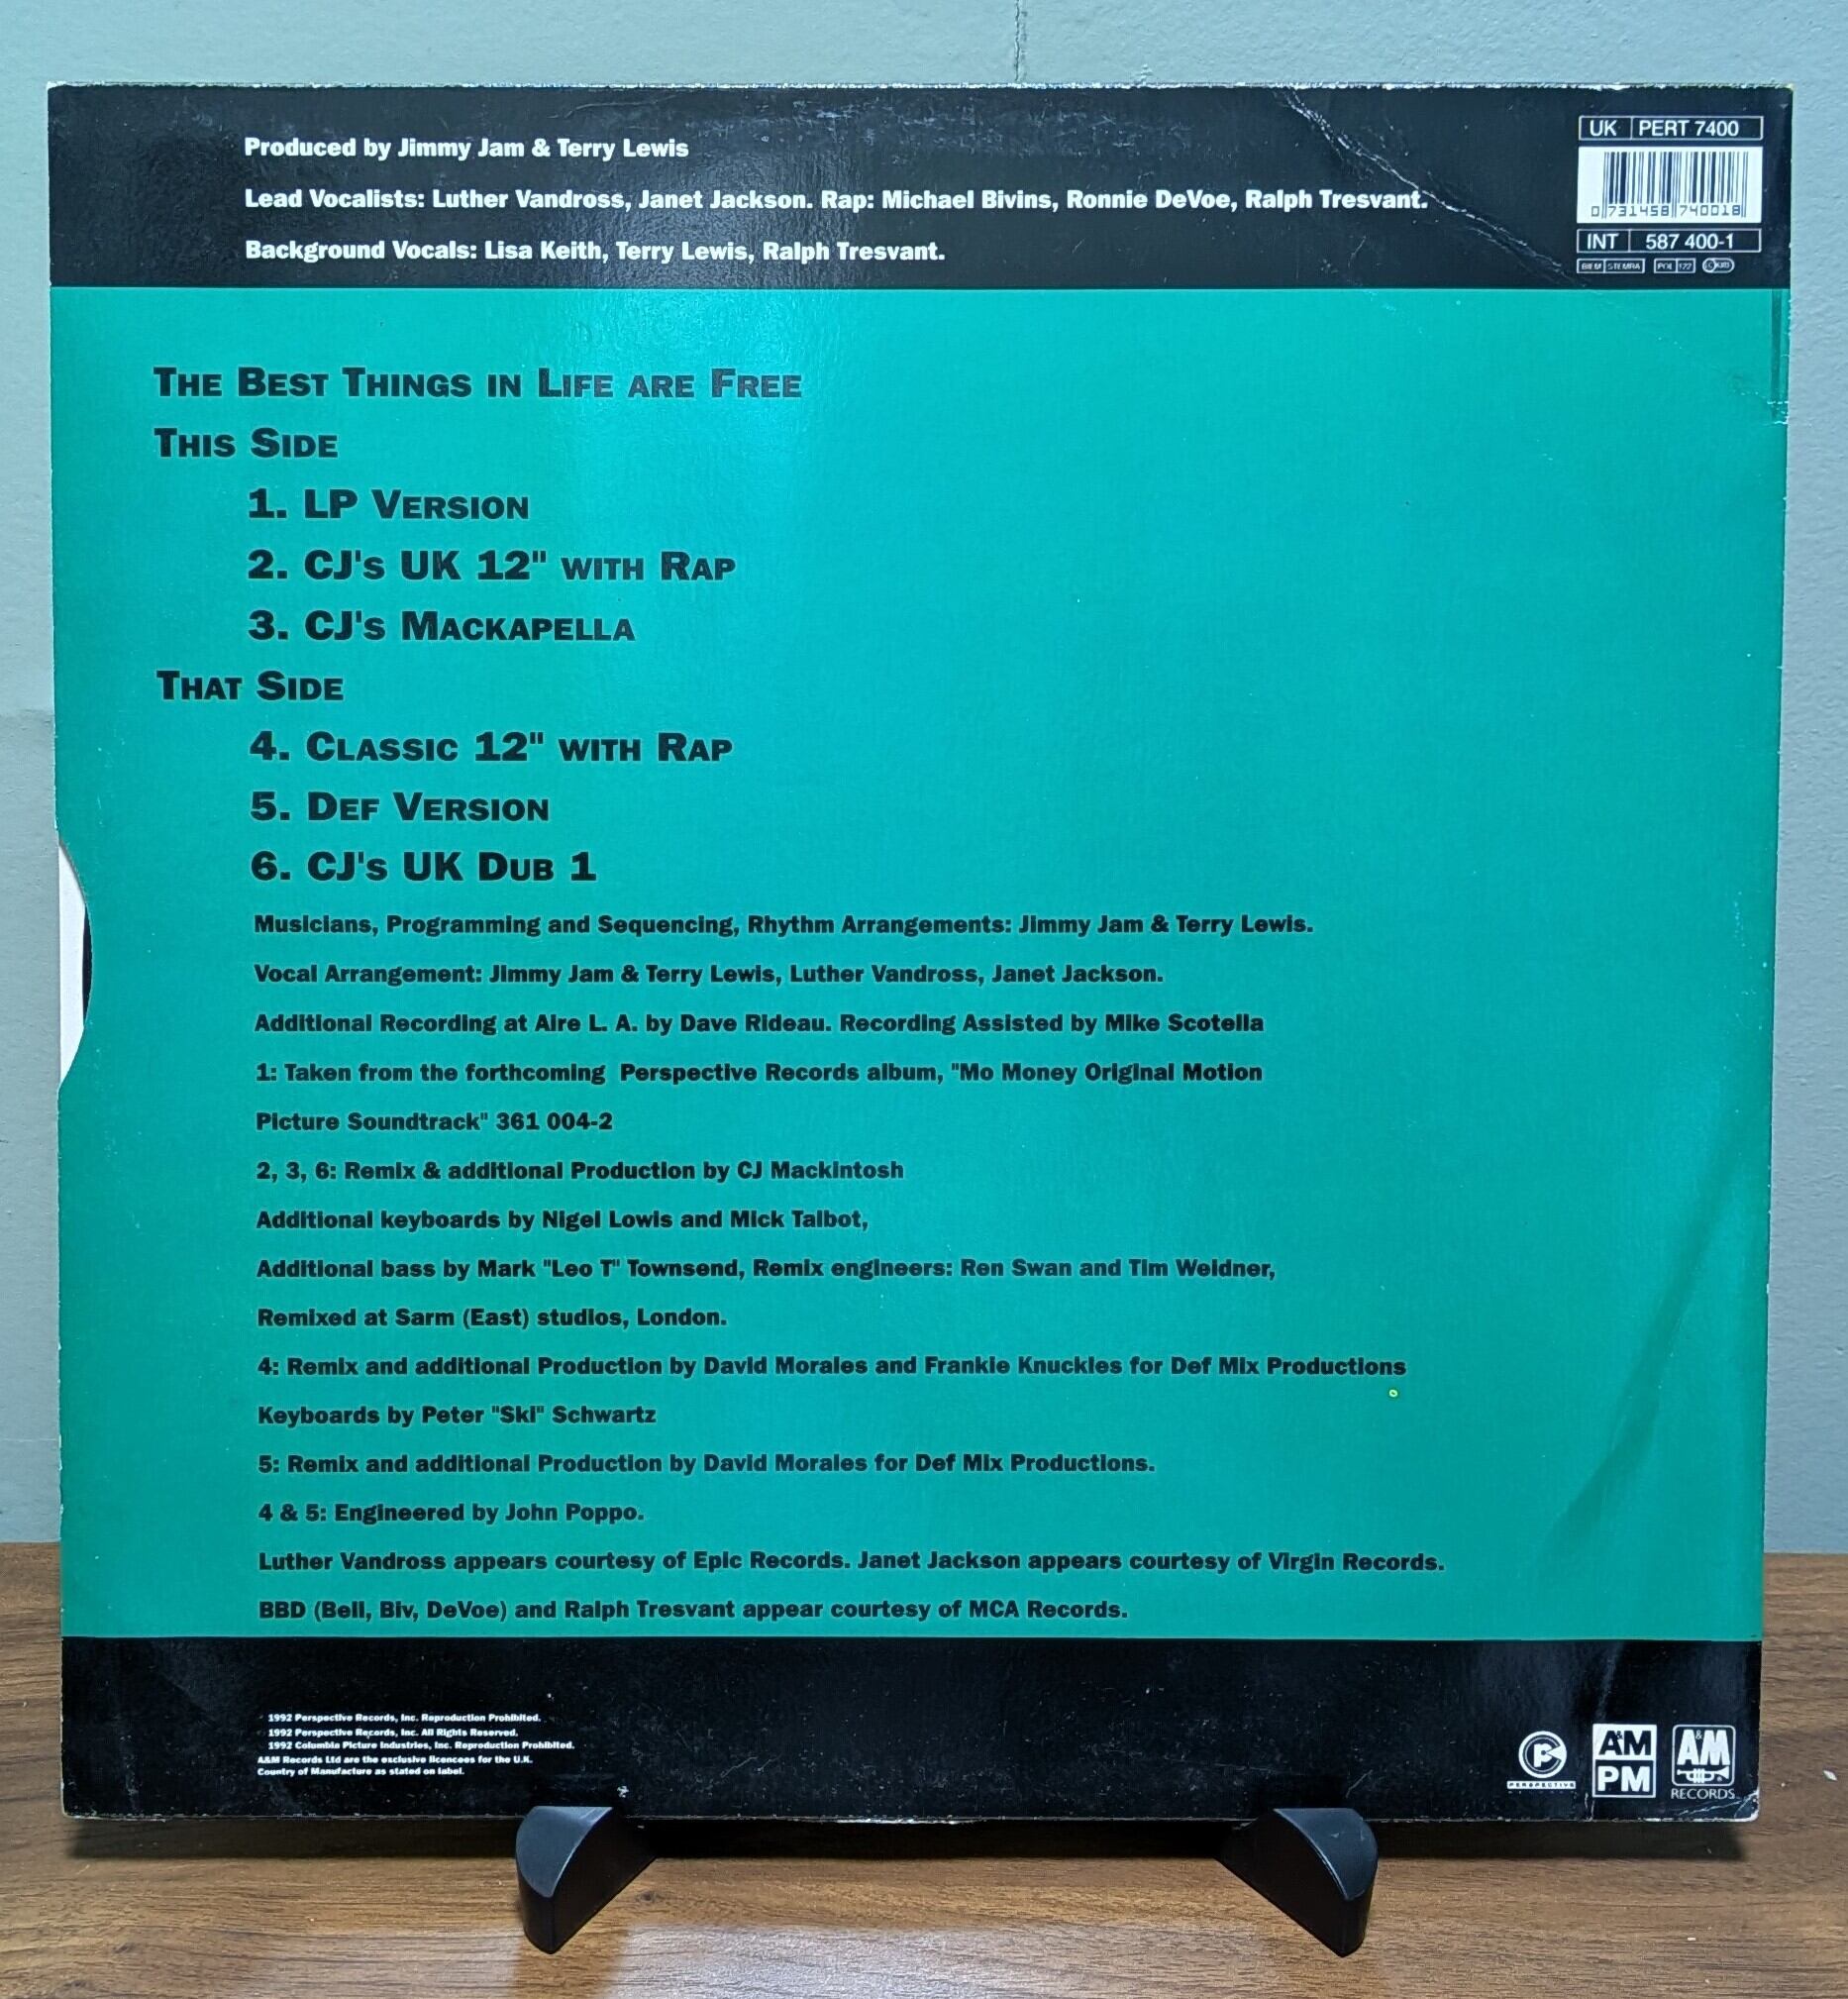 Produced by Jimmy Jam & Terry Lewis
Lead Vocalists: Luther Vandross, Janet Jackson. Rap: Michael Bivins, Ronnie DeVoe, Ralph Tresvant.
Background Vocals: Lisa Keith, Terry Lewis, Ralph Tresvant.
UK PERT 7400
0 731458 740018
INT 587 400-1
BIEM STEMRA
THE BEST THINGS IN LIFE ARE FREE
THIS SIDE
1. LP VERSION
2. CJ's UK 12" WITH RAP
3. CJ's MACKAPELLA
THAT SIDE
4. CLASSIC 12" WITH RAP
5. DEF VERSION
6. CJ's UK DUB 1
Musicians, Programming and Sequencing, Rhythm Arrangements: Jimmy Jam & Terry Lewis.
Vocal Arrangement: Jimmy Jam & Terry Lewis, Luther Vandross, Janet Jackson.
Additional Recording at Aire L. A. by Dave Rideau. Recording Assisted by Mike Scotella
1: Taken from the forthcoming Perspective Records album, "Mo Money Original Motion
Picture Soundtrack" 361 004-2
2, 3, 6: Remix & additional Production by CJ Mackintosh
Additional keyboards by Nigel Lowis and Mick Talbot,
Additional bass by Mark "Leo T" Townsend, Remix engineers: Ren Swan and Tim Weidner,
Remixed at Sarm (East) studios, London.
4: Remix and additional Production by David Morales and Frankie Knuckles for Def Mix Productions
Keyboards by Peter "Ski" Schwartz
5: Remix and additional Production by David Morales for Def Mix Productions.
4 & 5: Engineered by John Poppo.
Luther Vandross appears courtesy of Epic Records. Janet Jackson appears courtesy of Virgin Records.
BBD (Bell, Biv, DeVoe) and Ralph Tresvant appear courtesy of MCA Records.
1992 Perspective Records, Inc. Reproduction Prohibited.
1992 Perspective Records, Inc. All Rights Reserved.
1992 Columbia Picture Industries, Inc. Reproduction Prohibited.
A&M Records Ltd are the exclusive licencees for the U.K.
Country of Manufacture as stated on label.
PERSPECTIVE
A&M PM
A&M RECORDS